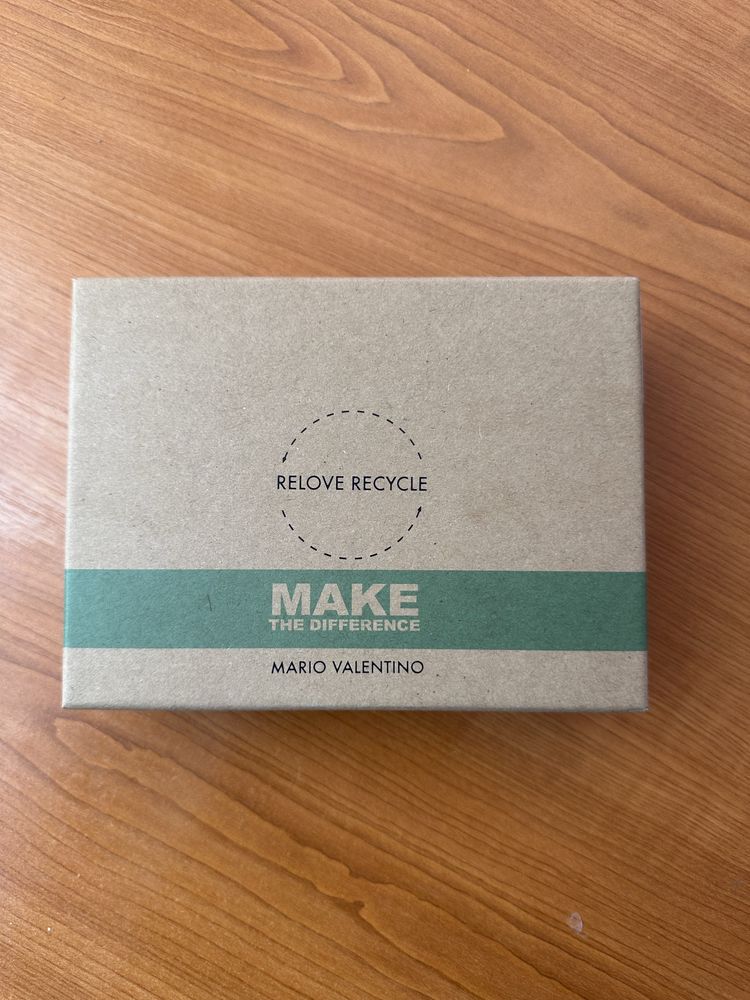 RELOVE RECYCLE
MAKE
THE DIFFERENCE
MARIO VALENTINO